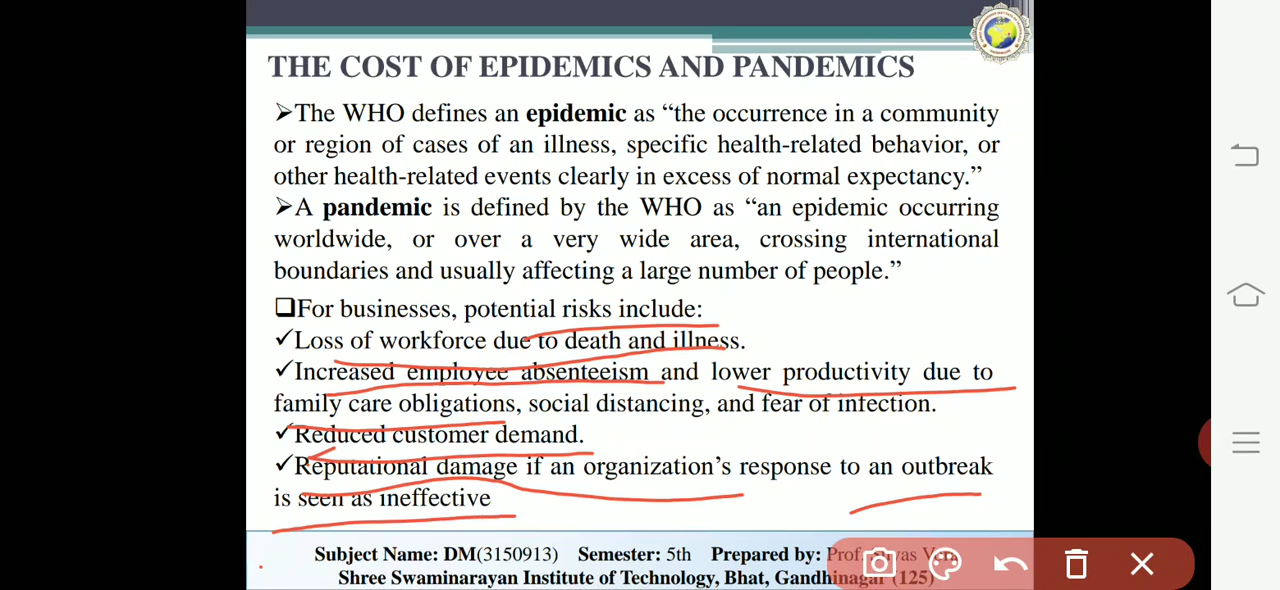 THE COST OF EPIDEMICS AND PANDEMICS
➢The WHO defines an epidemic as “the occurrence in a community
or region of cases of an illness, specific health-related behavior, or
other health-related events clearly in excess of normal expectancy.”
➢A pandemic is defined by the WHO as “an epidemic occurring
worldwide, or over a very wide area, crossing international
boundaries and usually affecting a large number of people.”
❑For businesses, potential risks include:
✓Loss of workforce due to death and illness.
✓Increased employee absenteeism and lower productivity due to
family care obligations, social distancing, and fear of infection.
✓Reduced customer demand.
✓Reputational damage if an organization’s response to an outbreak
is seen as ineffective
Subject Name: DM(3150913) Semester: 5th Prepared by: Prof.
Shree Swaminarayan Institute of Technology, Bhat, Gandhinagar (125)